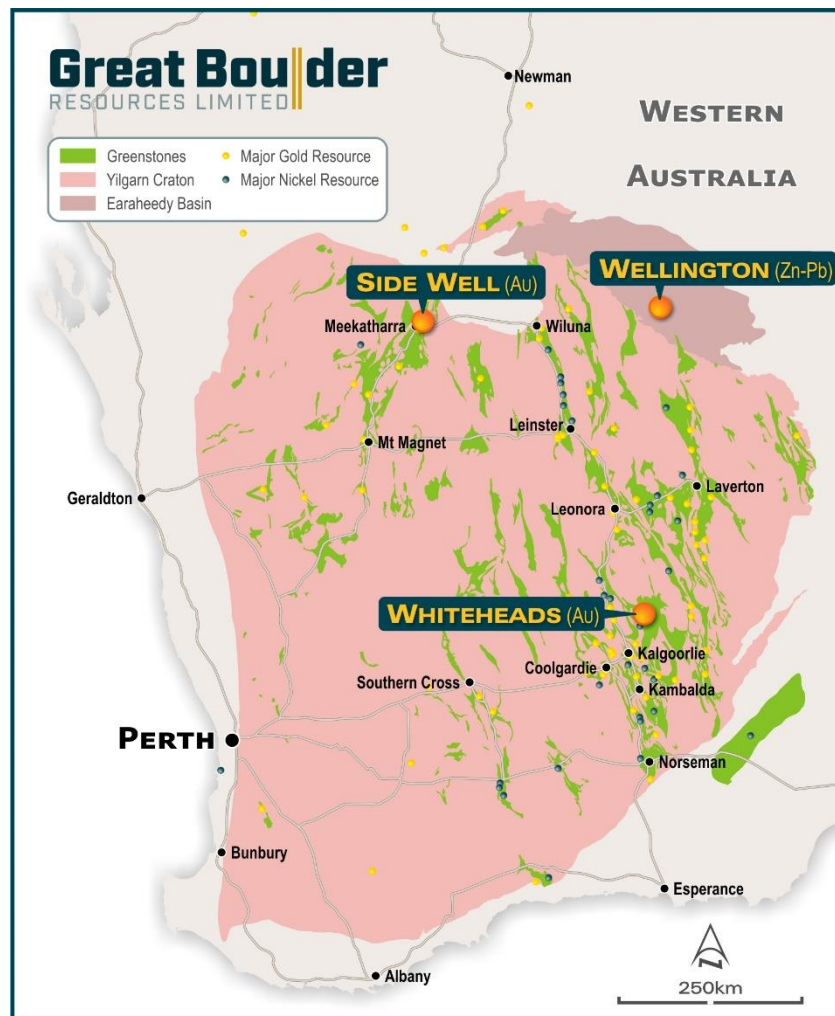 Great Boulder
RESOURCES LIMITED
Greenstones
Yilgarn Craton
Earaheedy Basin
Major Gold Resource
Major Nickel Resource
Newman
WESTERN
AUSTRALIA
SIDE WELL (AU)
WELLINGTON (Zn-Pb)
Meekatharra
Wiluna
Leinster
Mt Magnet
Laverton
Geraldton
Leonora
WHITEHEADS (AU)
Kalgoorlie
Coolgardie
Southern Cross
Kambalda
PERTH
Norseman
Bunbury
Esperance
Albany
N
250km